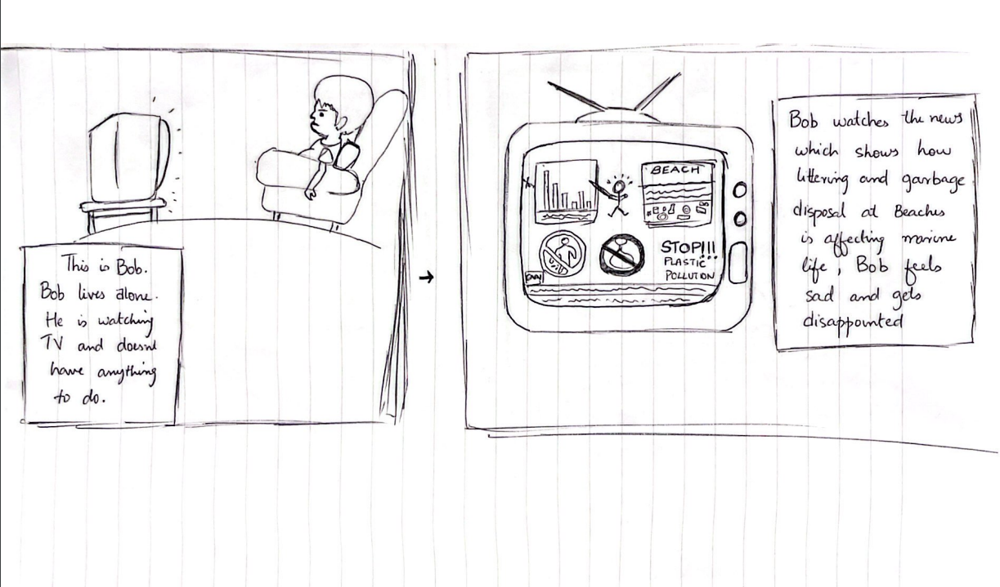 This is Bob.
Bob lives alone.
He is watching
TV and doesnt
have anything
to do.
BEACH
STOP!!!
PLASTIC
POLLUTION
Bob watches the news
which shows how
littering and garbage
disposal at Beaches
is affecting marine
life, Bob feels
sad and gets
disappointed